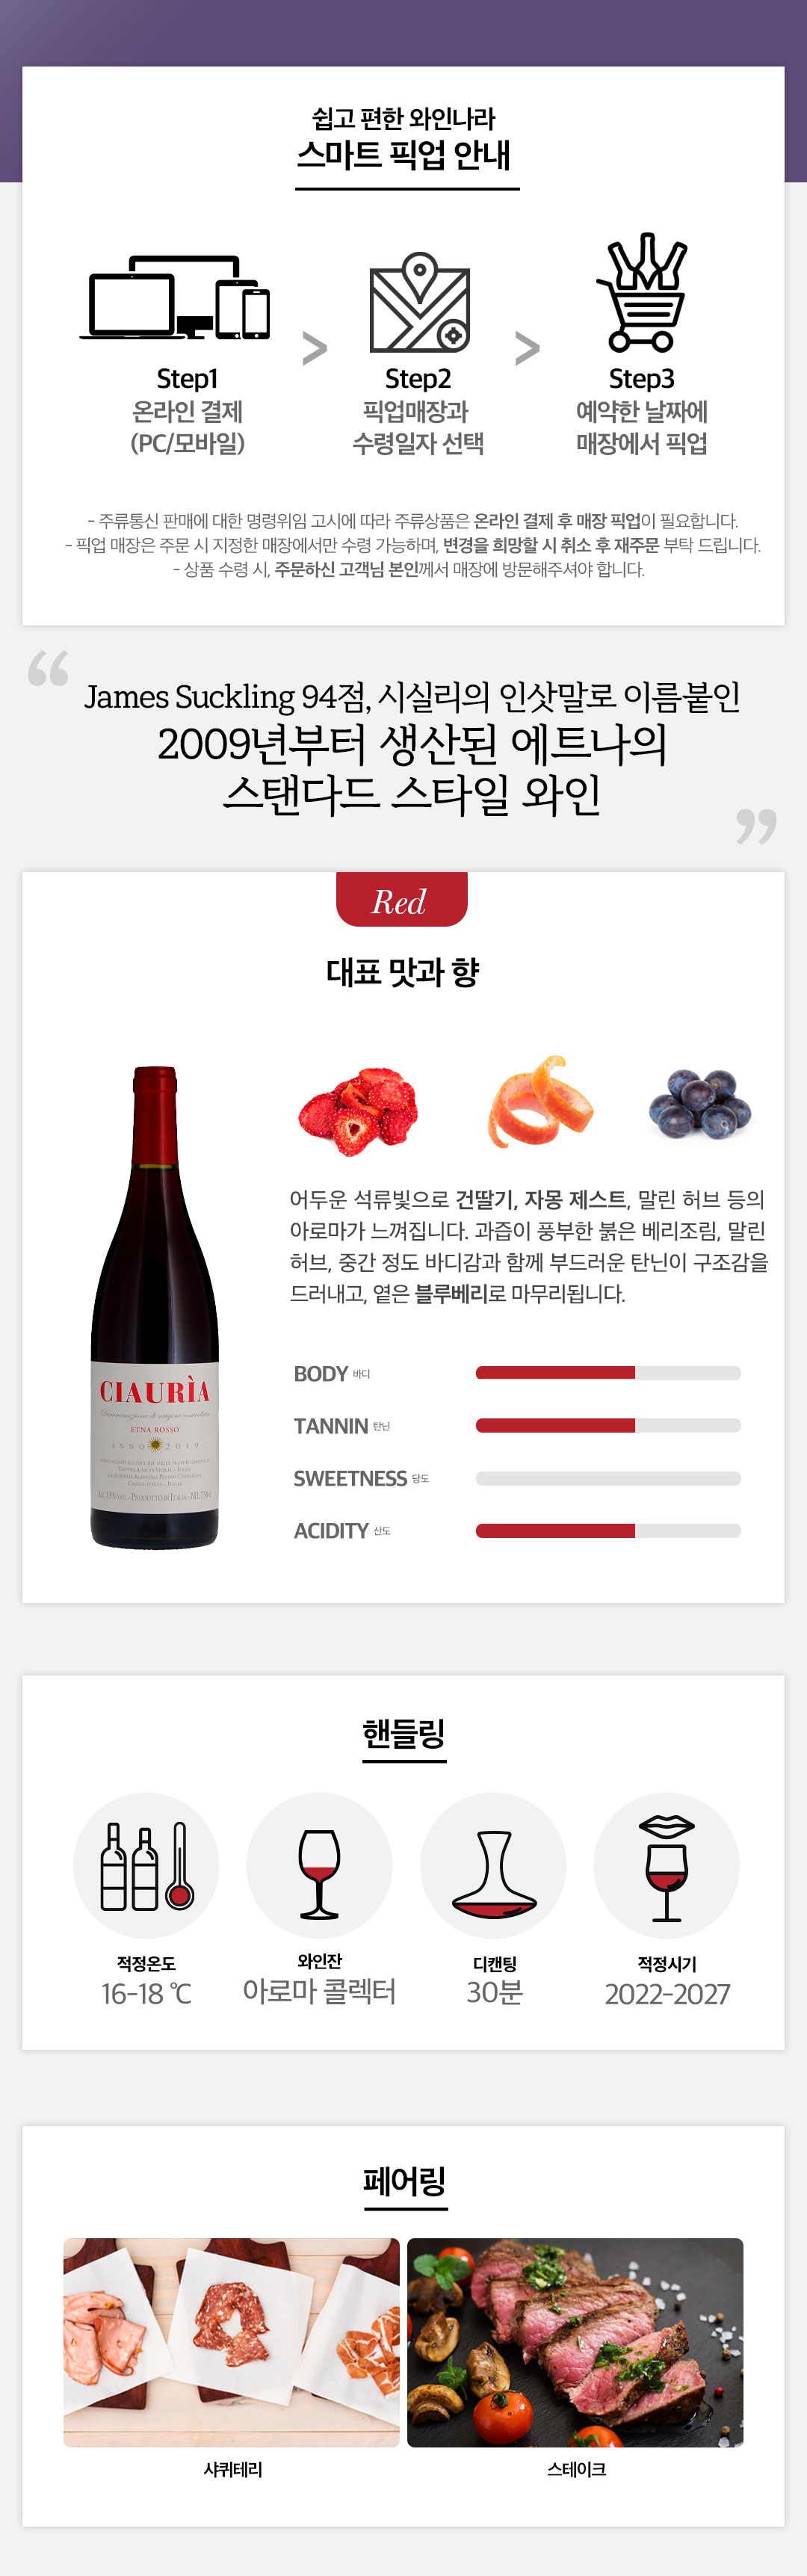 쉽고 편한 와인나라
스마트 픽업 안내
Step1
온라인 결제
(PC/모바일)
>
Step2
픽업매장과
수령일자 선택
>
Step3
예약한 날짜에
매장에서 픽업
- 주류통신 판매에 대한 명령위임 고시에 따라 주류상품은 온라인 결제 후 매장 픽업이 필요합니다.
- 픽업 매장은 주문 시 지정한 매장에서만 수령 가능하며, 변경을 희망할 시 취소 후 재주문 부탁 드립니다.
- 상품 수령 시, 주문하신 고객님 본인께서 매장에 방문해주셔야 합니다.
“
James Suckling 94점, 시실리의 인삿말로 이름붙인
2009년부터 생산된 에트나의
스탠다드 스타일 와인
”
Red
대표 맛과 향
어두운 석류빛으로 건딸기, 자몽 제스트, 말린 허브 등의
아로마가 느껴집니다. 과즙이 풍부한 붉은 베리조림, 말린
허브, 중간 정도 바디감과 함께 부드러운 탄닌이 구조감을
드러내고, 옅은 블루베리로 마무리됩니다.
CIAURÌA
Denominazione di origine controllata
ETNA ROSSO
ANNO 2019
BODY 바디
TANNIN 탄닌
SWEETNESS 당도
ACIDITY 산도
핸들링
적정온도
16-18 ℃
와인잔
아로마 콜렉터
디캔팅
30분
적정시기
2022-2027
페어링
샤퀴테리
스테이크